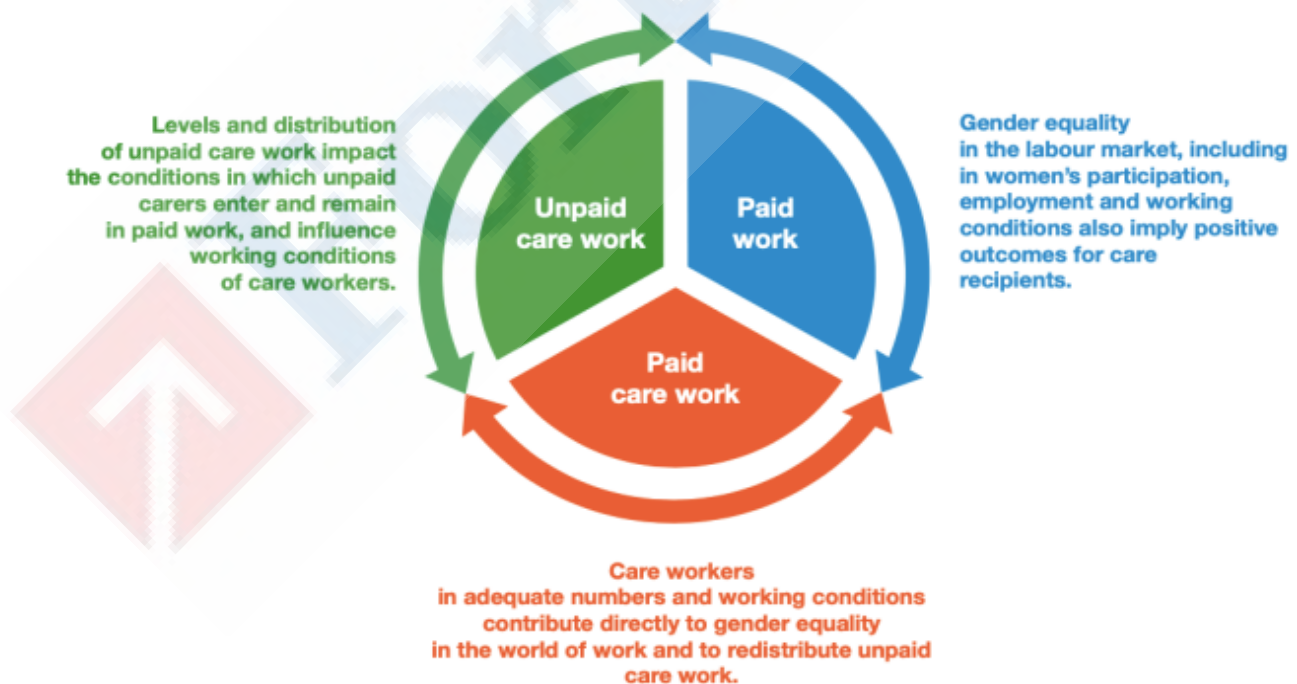 Levels and distribution
of unpaid care work impact
the conditions in which unpaid
carers enter and remain
in paid work, and influence
working conditions
of care workers.
Unpaid
care work
Paid
work
Gender equality
in the labour market, including
in women's participation,
employment and working
conditions also imply positive
outcomes for care
recipients.
Paid
care work
Care workers
in adequate numbers and working conditions
contribute directly to gender equality
in the world of work and to redistribute unpaid
care work.